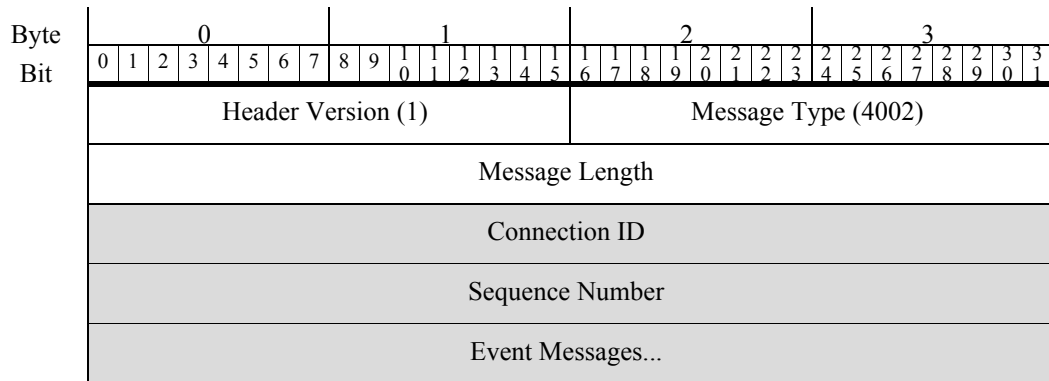 Byte 0 1 2 3
Bit 0 1 2 3 4 5 6 7 8 9 10 11 12 13 14 15 16 17 18 19 20 21 22 23 24 25 26 27 28 29 30 31
Header Version (1) Message Type (4002)
Message Length
Connection ID
Sequence Number
Event Messages...